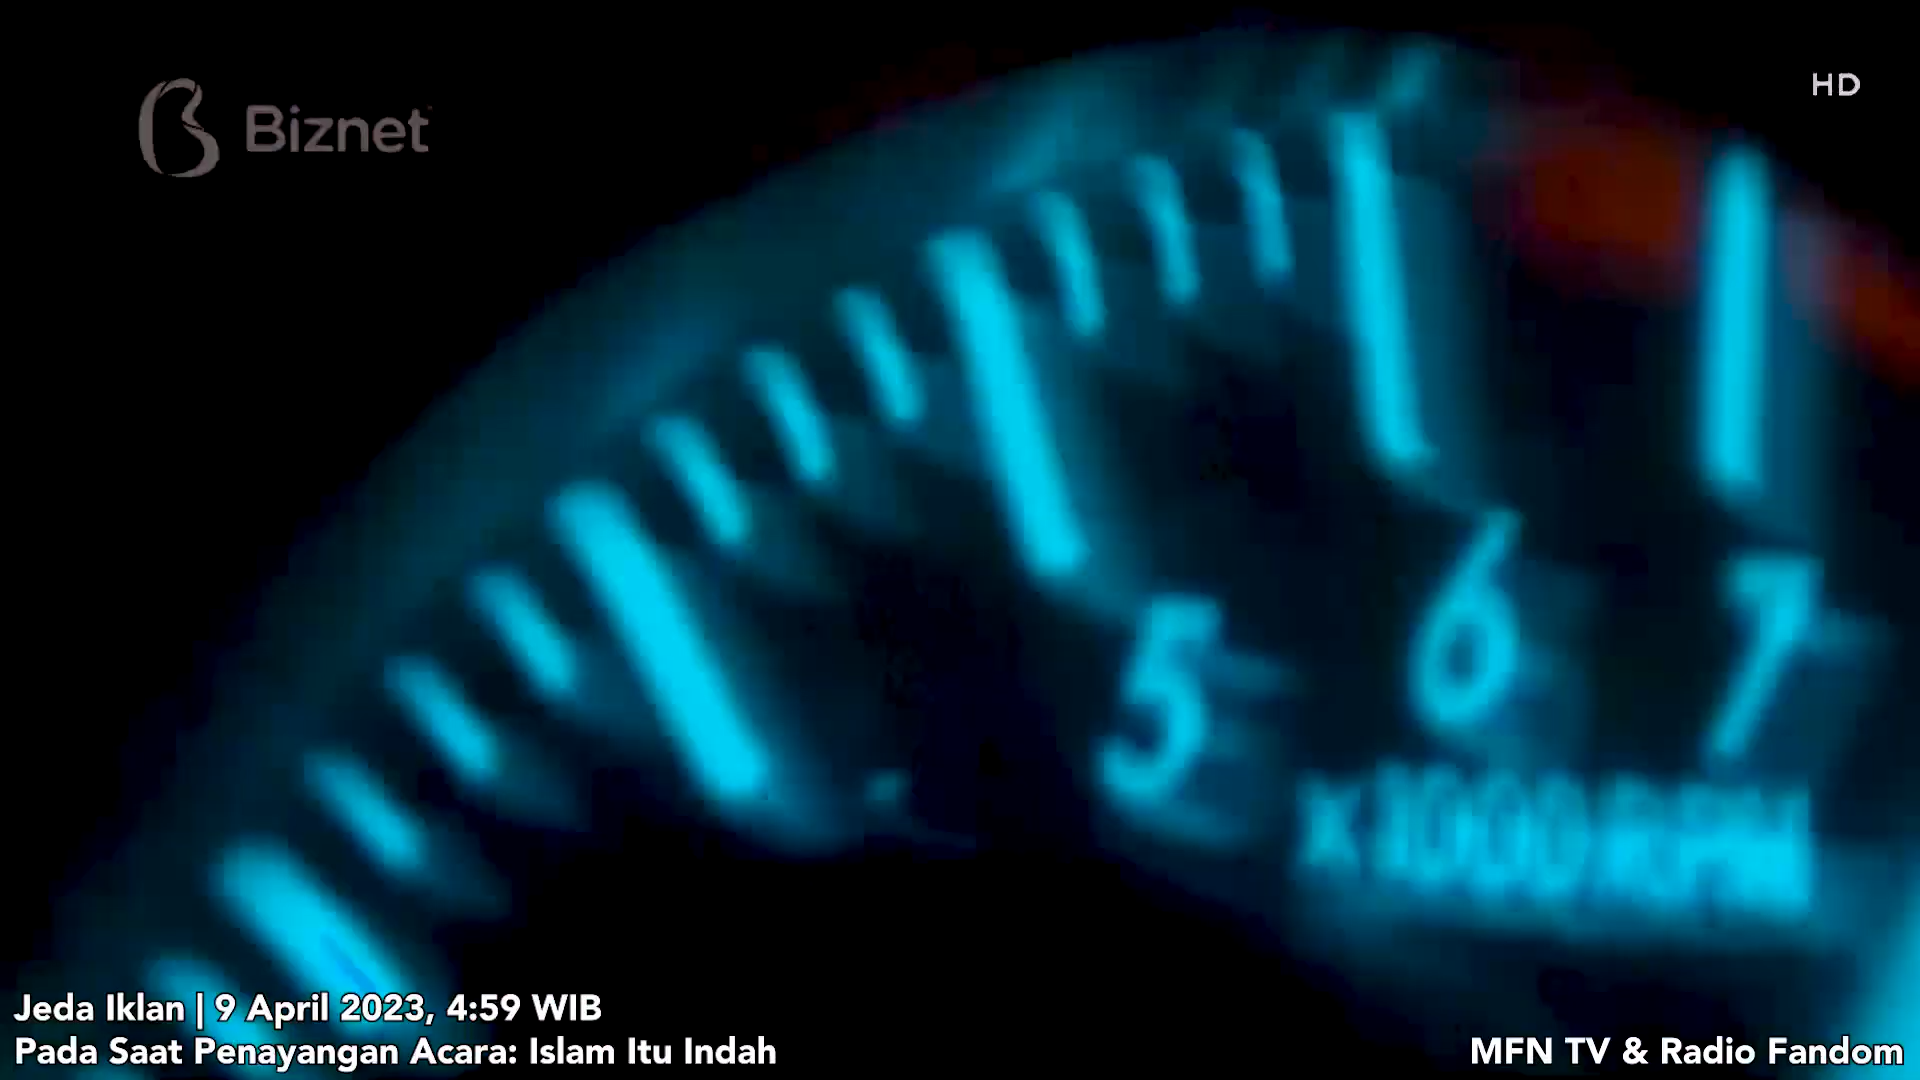 Biznet
HD
5
6
7
x1000RPM
Jeda Iklan | 9 April 2023, 4:59 WIB
Pada Saat Penayangan Acara: Islam Itu Indah
MFN TV & Radio Fandom